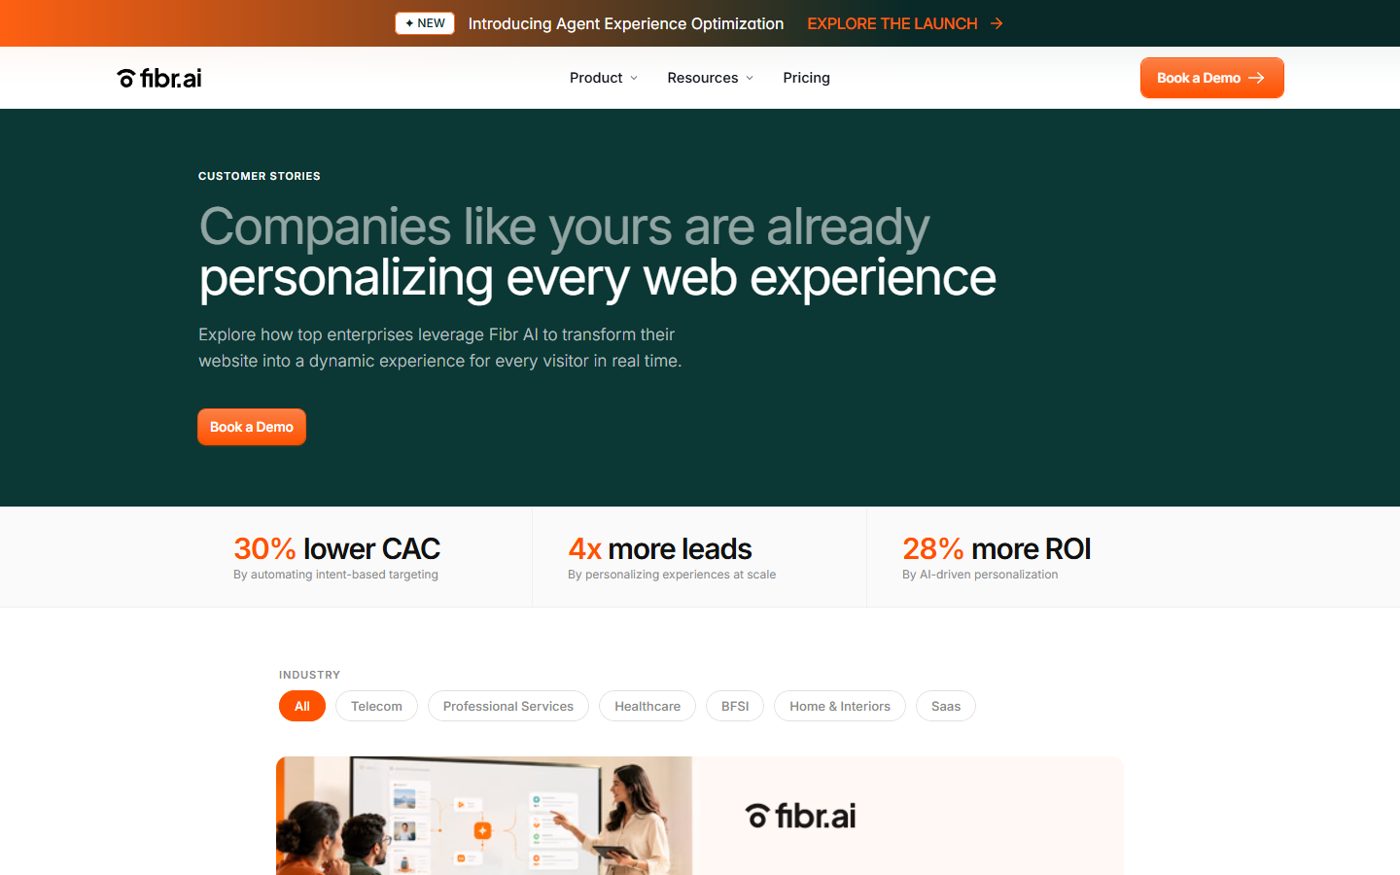 ✦ NEW Introducing Agent Experience Optimization EXPLORE THE LAUNCH →
fibr.ai
Product
Resources
Pricing
Book a Demo →
CUSTOMER STORIES
Companies like yours are already
personalizing every web experience
Explore how top enterprises leverage Fibr AI to transform their
website into a dynamic experience for every visitor in real time.
Book a Demo
30% lower CAC
By automating intent-based targeting
4x more leads
By personalizing experiences at scale
28% more ROI
By AI-driven personalization
INDUSTRY
All
Telecom
Professional Services
Healthcare
BFSI
Home & Interiors
Saas
fibr.ai